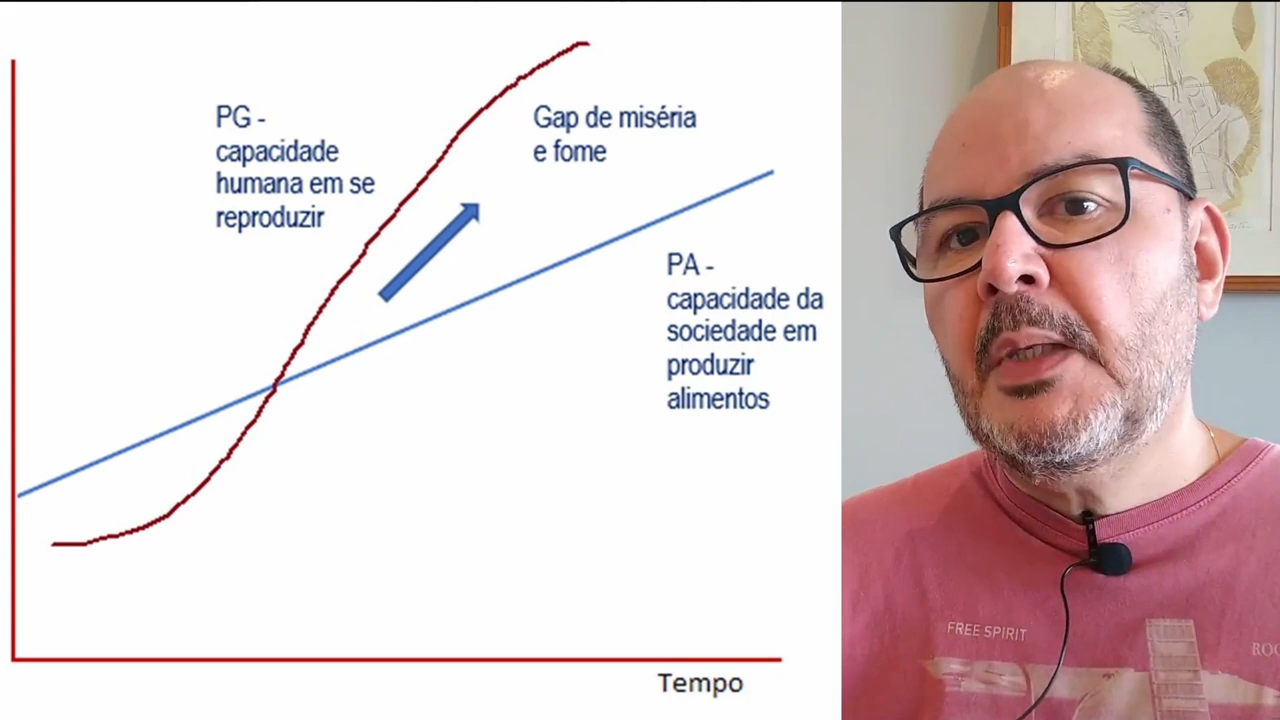 PG -
capacidade
humana em se
reproduzir
Gap de miséria
e fome
PA -
capacidade da
sociedade em
produzir
alimentos
Tempo
FREE SPIRIT